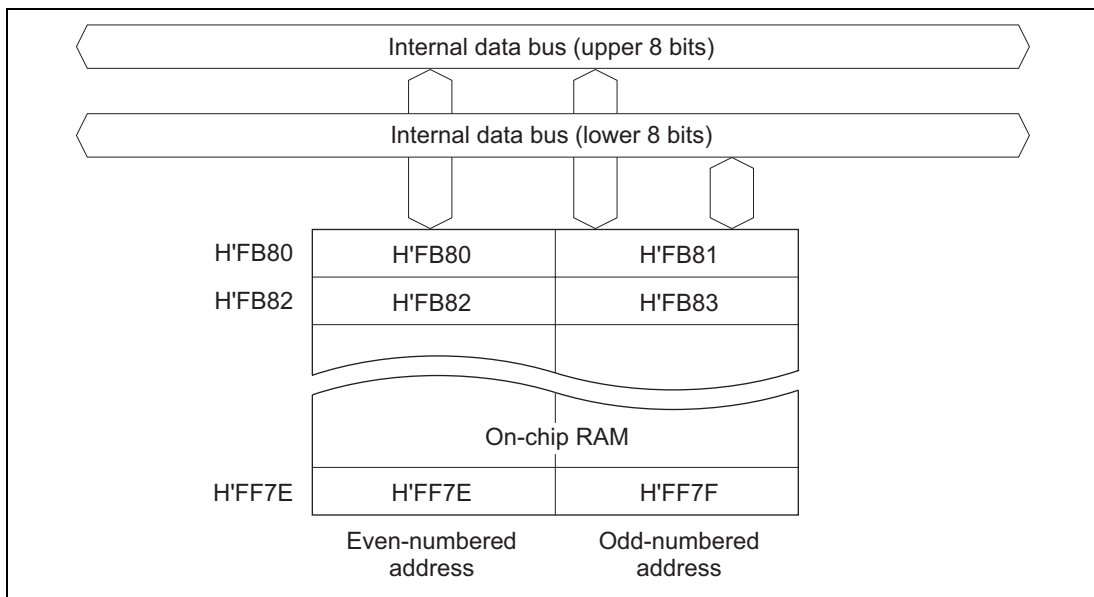 Internal data bus (upper 8 bits)
Internal data bus (lower 8 bits)
H'FB80 H'FB80 H'FB81
H'FB82 H'FB82 H'FB83
On-chip RAM
H'FF7E H'FF7E H'FF7F
Even-numbered Odd-numbered
address address